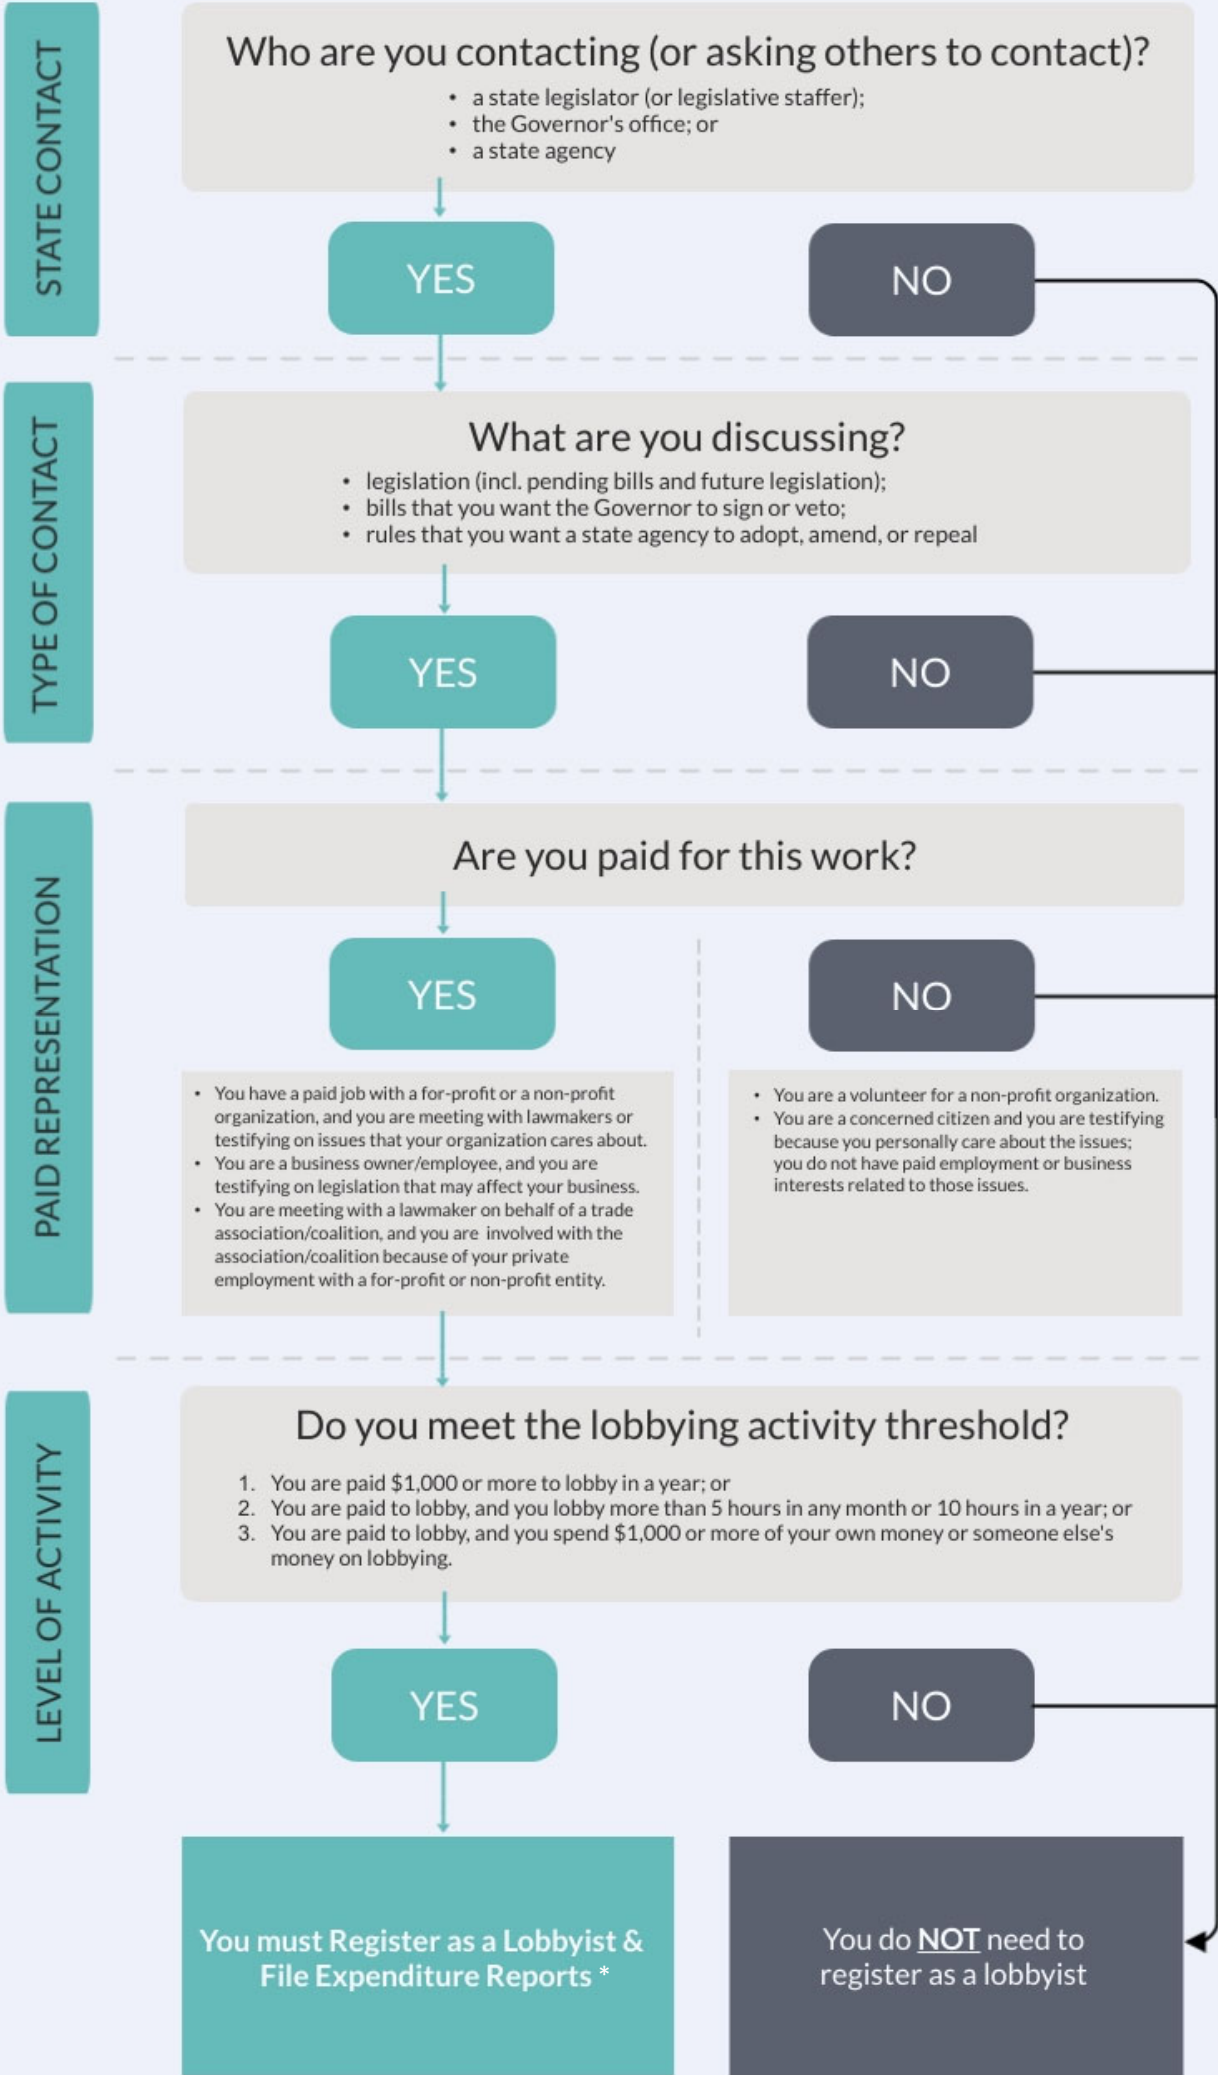 STATE CONTACT
Who are you contacting (or asking others to contact)?
• a state legislator (or legislative staffer);
• the Governor's office; or
• a state agency
YES
NO
TYPE OF CONTACT
What are you discussing?
• legislation (incl. pending bills and future legislation);
• bills that you want the Governor to sign or veto;
• rules that you want a state agency to adopt, amend, or repeal
YES
NO
PAID REPRESENTATION
Are you paid for this work?
YES
NO
• You have a paid job with a for-profit or a non-profit
organization, and you are meeting with lawmakers or
testifying on issues that your organization cares about.
• You are a business owner/employee, and you are
testifying on legislation that may affect your business.
• You are meeting with a lawmaker on behalf of a trade
association/coalition, and you are involved with the
association/coalition because of your private
employment with a for-profit or non-profit entity.
• You are a volunteer for a non-profit organization.
• You are a concerned citizen and you are testifying
because you personally care about the issues;
you do not have paid employment or business
interests related to those issues.
LEVEL OF ACTIVITY
Do you meet the lobbying activity threshold?
1. You are paid $1,000 or more to lobby in a year; or
2. You are paid to lobby, and you lobby more than 5 hours in any month or 10 hours in a year; or
3. You are paid to lobby, and you spend $1,000 or more of your own money or someone else's
money on lobbying.
YES
NO
You must Register as a Lobbyist &
File Expenditure Reports *
You do NOT need to
register as a lobbyist